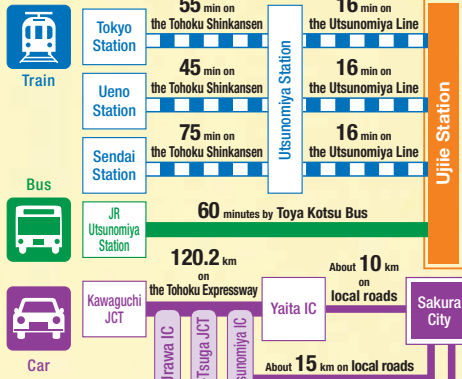 55 min on
the Tohoku Shinkansen
16 min on
the Utsunomiya Line
Tokyo
Station
Train
45 min on
the Tohoku Shinkansen
16 min on
the Utsunomiya Line
Ueno
Station
Utsunomiya Station
Ujiie Station
75 min on
the Tohoku Shinkansen
16 min on
the Utsunomiya Line
Sendai
Station
Bus
JR
Utsunomiya
Station
60 minutes by Toya Kotsu Bus
120.2 km
on
the Tohoku Expressway
About 10 km
on
local roads
Kawaguchi
JCT
Yaita IC
Sakura
City
Car
IC
JCT
IC
About 15 km on local roads